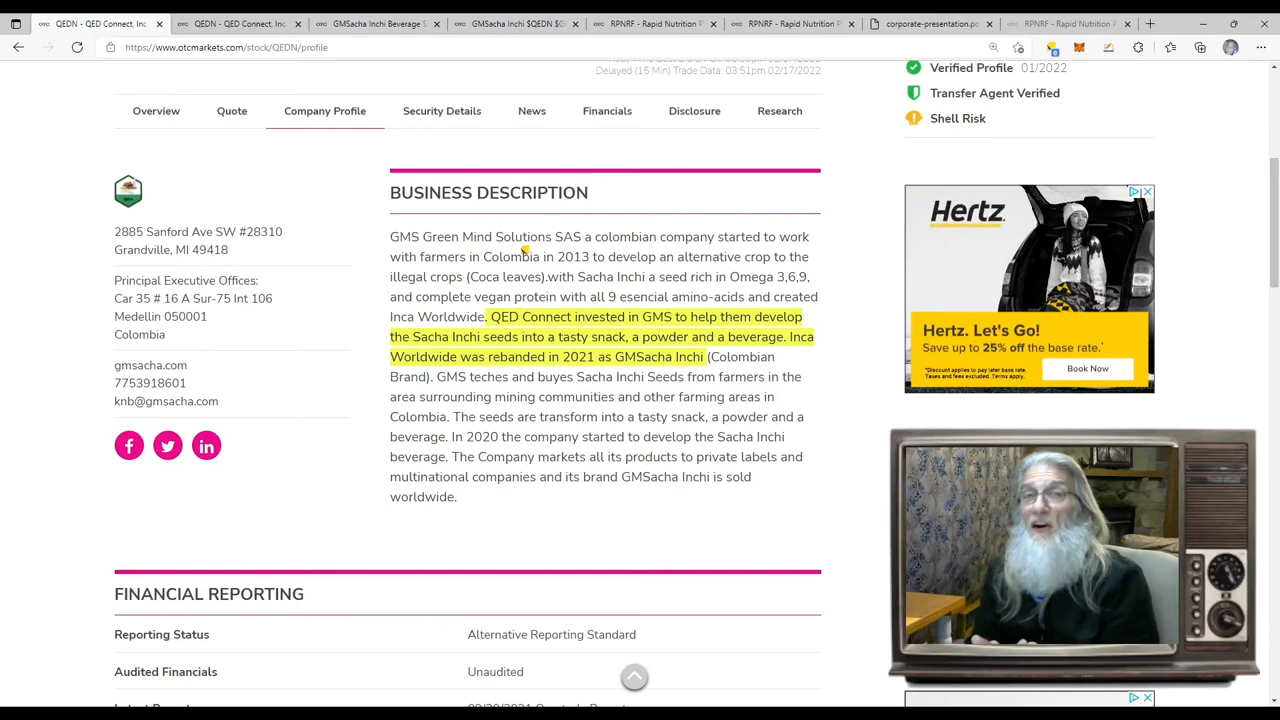 QEDN - QED Connect, Inc.
QEDN - QED Connect, Inc.
GMSacha Inchi Beverage $
GMSacha Inchi $QEDN $G
RPNRF - Rapid Nutrition P
RPNRF - Rapid Nutrition P
corporate-presentation.p
RPNRF - Rapid Nutrition P
https://www.otcmarkets.com/stock/QEDN/profile
Delayed (15 Min) Trade Data: 03:51pm 02/17/2022
Verified Profile 01/2022
Transfer Agent Verified
Shell Risk
Overview Quote Company Profile Security Details News Financials Disclosure Research
2885 Sanford Ave SW #28310
Grandville, MI 49418
Principal Executive Offices:
Car 35 # 16 A Sur-75 Int 106
Medellin 050001
Colombia
gmsacha.com
7753918601
knb@gmsacha.com
BUSINESS DESCRIPTION
GMS Green Mind Solutions SAS a colombian company started to work
with farmers in Colombia in 2013 to develop an alternative crop to the
illegal crops (Coca leaves).with Sacha Inchi a seed rich in Omega 3,6,9,
and complete vegan protein with all 9 esencial amino-acids and created
Inca Worldwide. QED Connect invested in GMS to help them develop
the Sacha Inchi seeds into a tasty snack, a powder and a beverage. Inca
Worldwide was rebanded in 2021 as GMSacha Inchi (Colombian
Brand). GMS teches and buyes Sacha Inchi Seeds from farmers in the
area surrounding mining communities and other farming areas in
Colombia. The seeds are transform into a tasty snack, a powder and a
beverage. In 2020 the company started to develop the Sacha Inchi
beverage. The Company markets all its products to private labels and
multinational companies and its brand GMSacha Inchi is sold
worldwide.
Hertz.
Hertz. Let's Go!
Save up to 25% off the base rate.*
*Discount applies to pay later
base rate. Taxes and fees excluded. Terms apply.
Book Now
FINANCIAL REPORTING
Reporting Status Alternative Reporting Standard
Audited Financials Unaudited